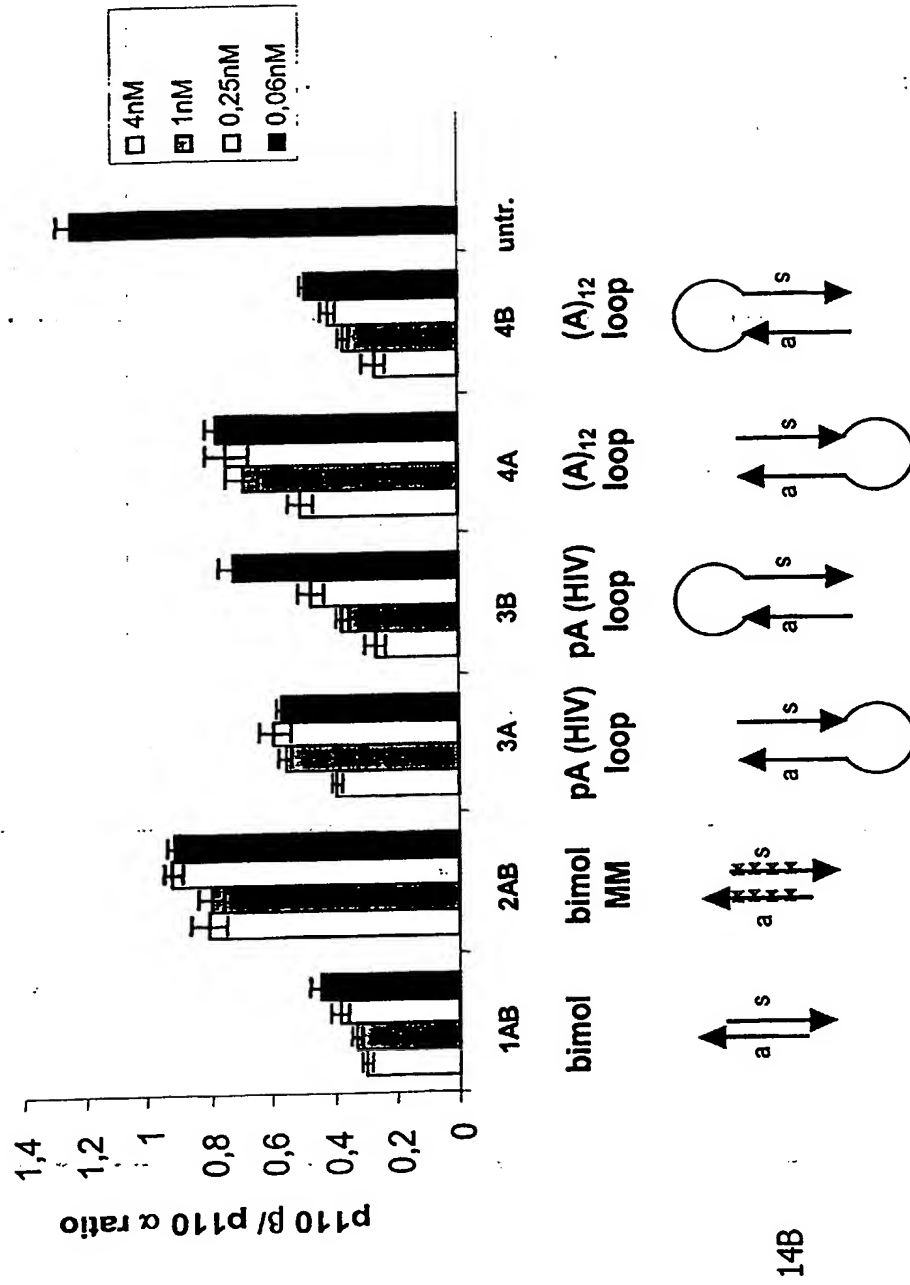 4nM
1nM
0,25nM
0,06nM
1,4
1,2
1
0,8
0,6
0,4
0,2
0
p110 β/ p110 α ratio
1AB 2AB 3A 3B 4A 4B untr.
bimol bimol MM pA (HIV) loop pA (HIV) loop (A)12 loop (A)12 loop
a s a s a s a s a s a s
14B